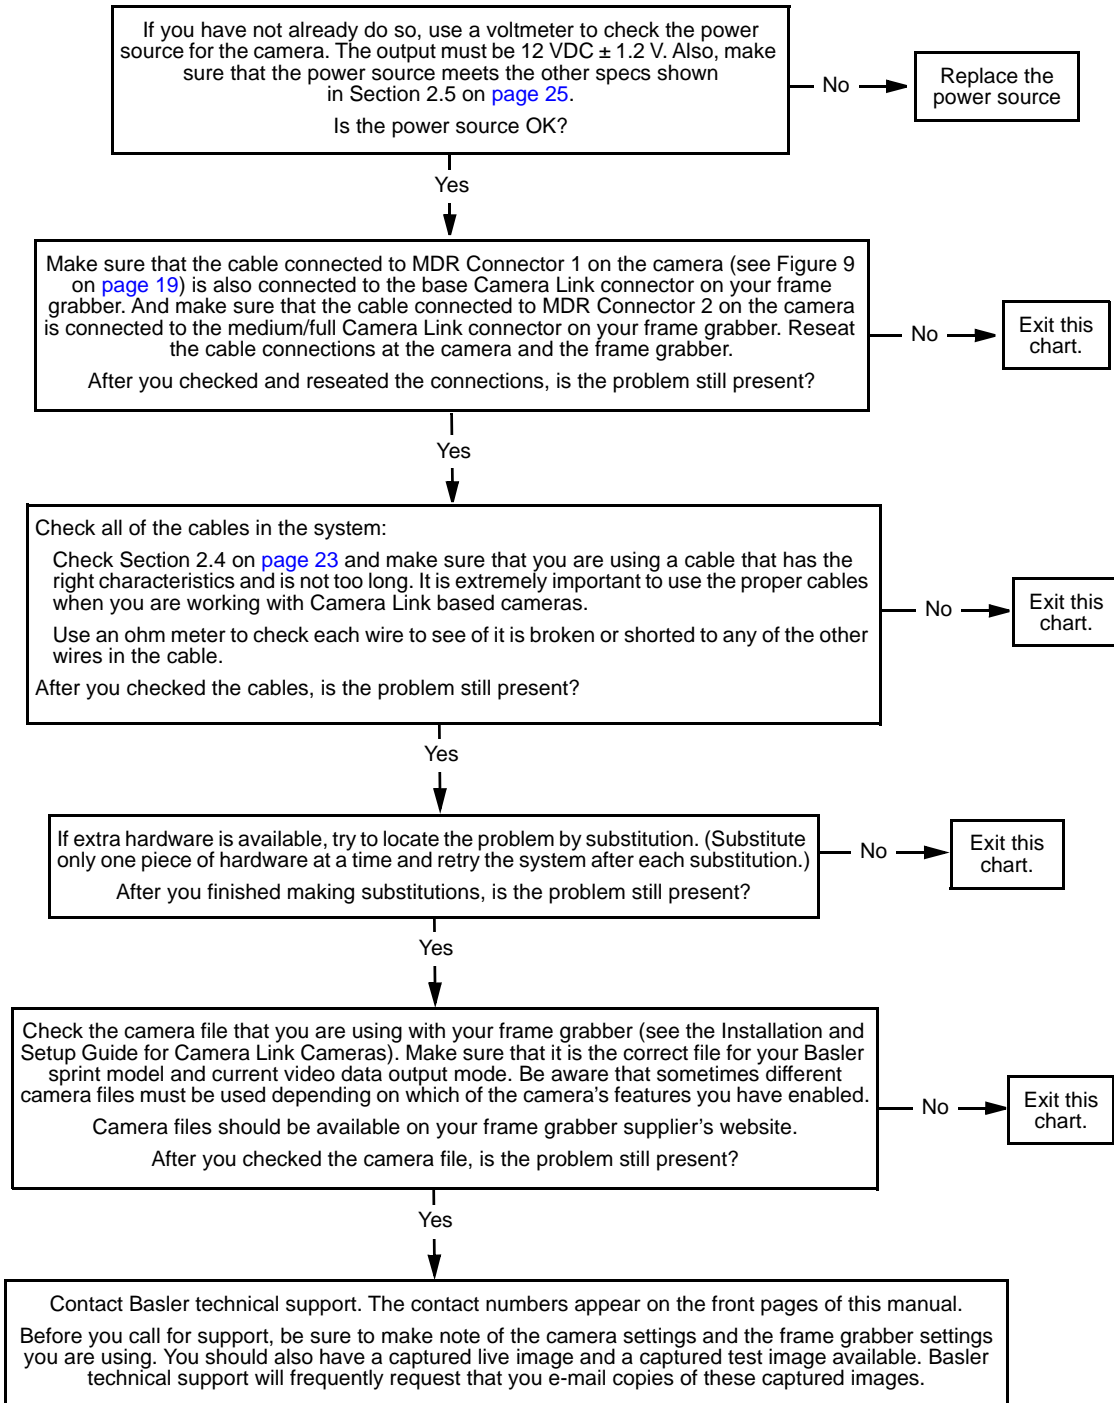 If you have not already do so, use a voltmeter to check the power
source for the camera. The output must be 12 VDC ± 1.2 V. Also, make
sure that the power source meets the other specs shown
in Section 2.5 on page 25.
Is the power source OK?
No
Replace the
power source
Yes
Make sure that the cable connected to MDR Connector 1 on the camera (see Figure 9
on page 19) is also connected to the base Camera Link connector on your frame
grabber. And make sure that the cable connected to MDR Connector 2 on the camera
is connected to the medium/full Camera Link connector on your frame grabber. Reseat
the cable connections at the camera and the frame grabber.
After you checked and reseated the connections, is the problem still present?
No
Exit this
chart.
Yes
Check all of the cables in the system:
Check Section 2.4 on page 23 and make sure that you are using a cable that has the
right characteristics and is not too long. It is extremely important to use the proper cables
when you are working with Camera Link based cameras.
Use an ohm meter to check each wire to see of it is broken or shorted to any of the other
wires in the cable.
After you checked the cables, is the problem still present?
No
Exit this
chart.
Yes
If extra hardware is available, try to locate the problem by substitution. (Substitute
only one piece of hardware at a time and retry the system after each substitution.)
After you finished making substitutions, is the problem still present?
No
Exit this
chart.
Yes
Check the camera file that you are using with your frame grabber (see the Installation and
Setup Guide for Camera Link Cameras). Make sure that it is the correct file for your Basler
sprint model and current video data output mode. Be aware that sometimes different
camera files must be used depending on which of the camera's features you have enabled.
Camera files should be available on your frame grabber supplier's website.
After you checked the camera file, is the problem still present?
No
Exit this
chart.
Yes
Contact Basler technical support. The contact numbers appear on the front pages of this manual.
Before you call for support, be sure to make note of the camera settings and the frame grabber settings
you are using. You should also have a captured live image and a captured test image available. Basler
technical support will frequently request that you e-mail copies of these captured images.